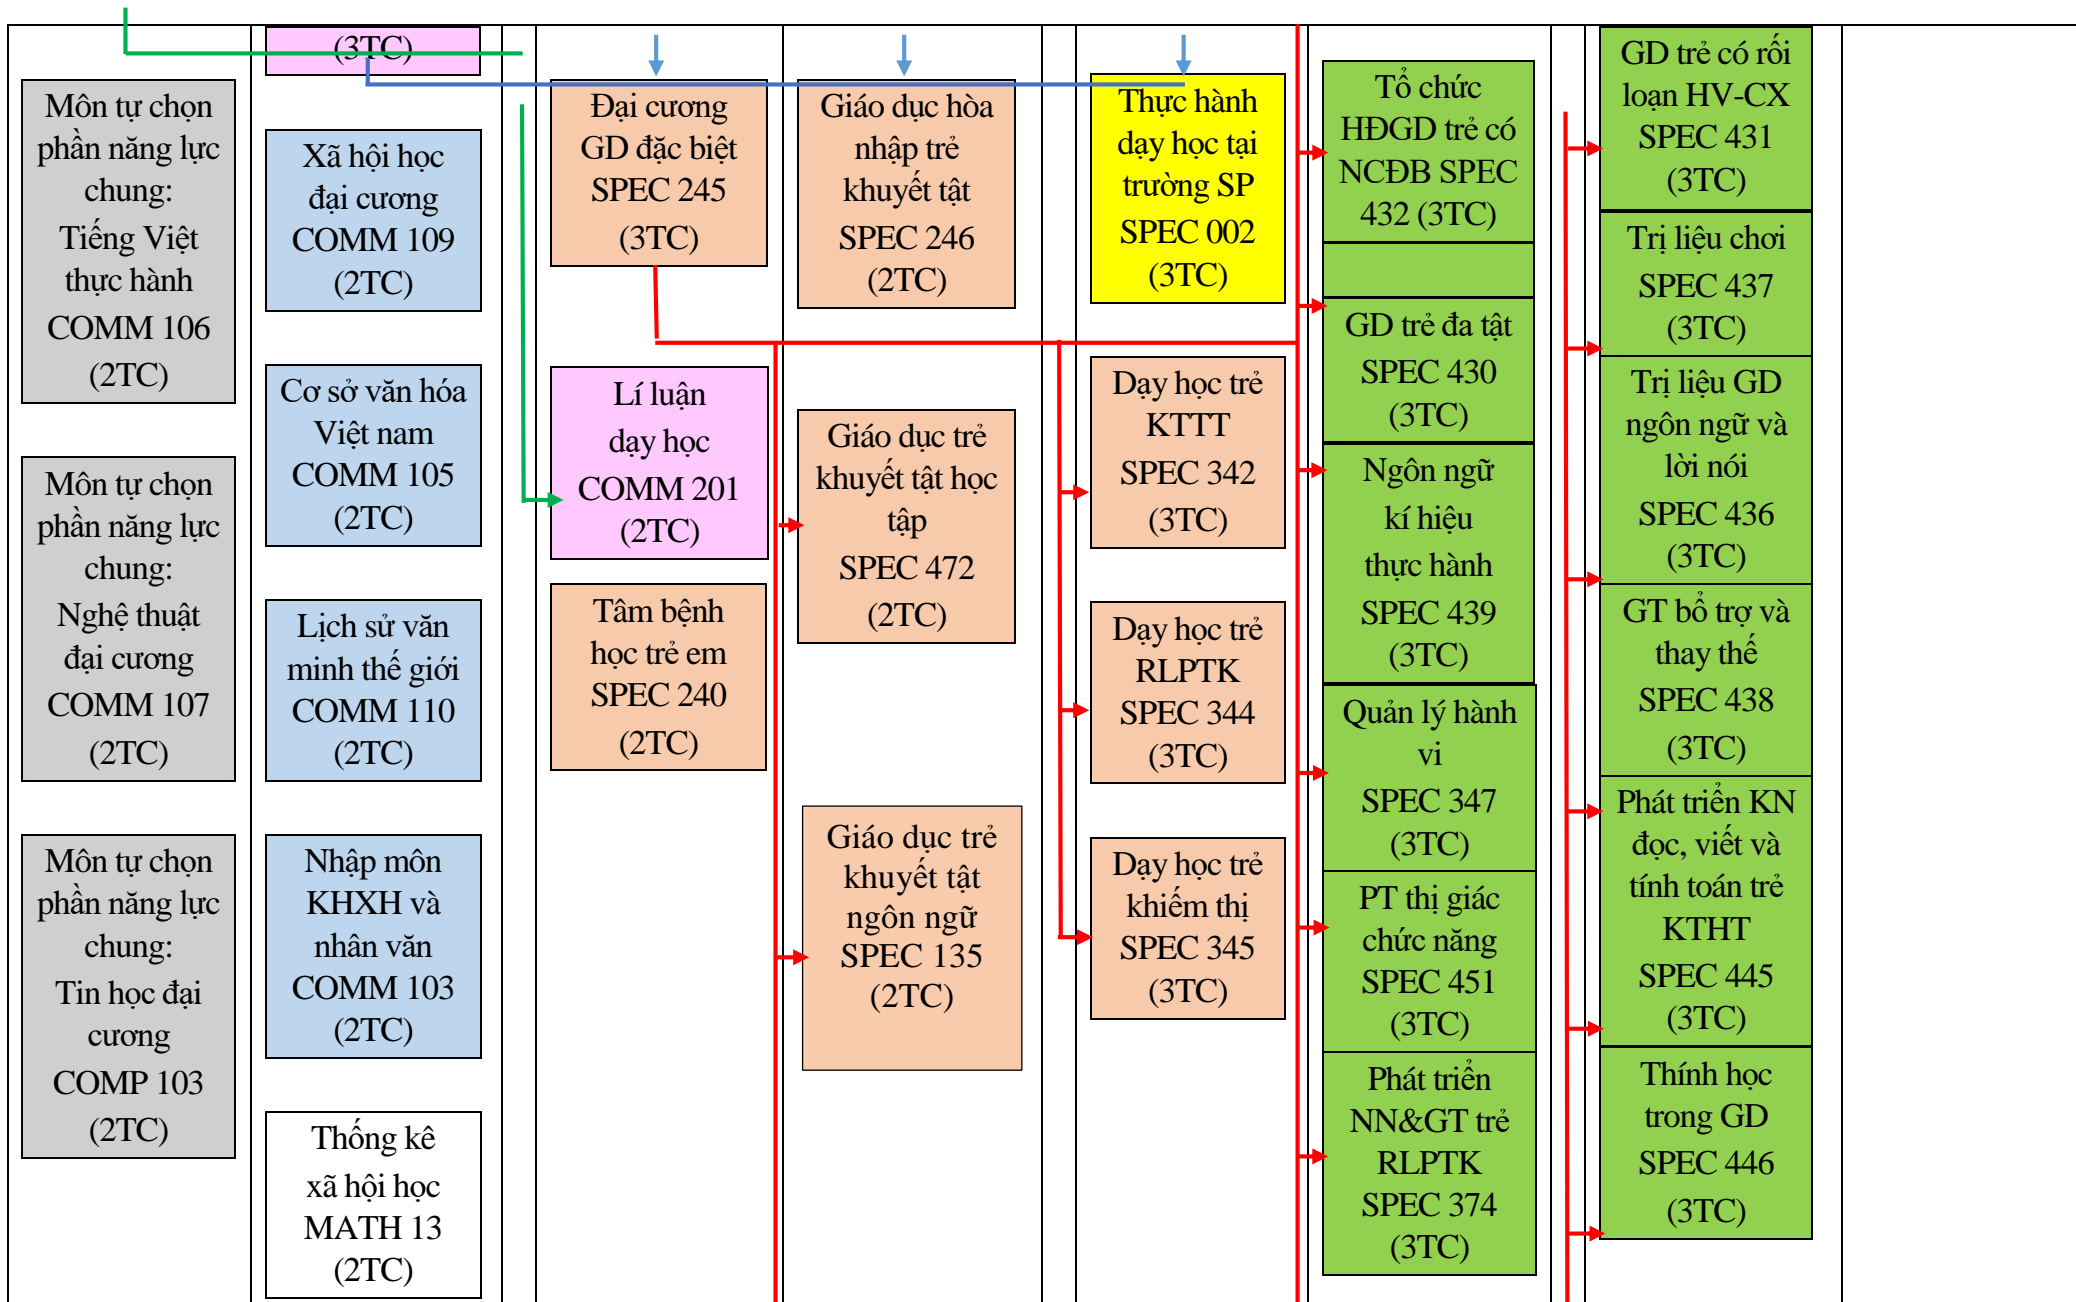 Môn tự chọn
phần năng lực
chung:
Tiếng Việt
thực hành
COMM 106
(2TC)
Môn tự chọn
phần năng lực
chung:
Nghệ thuật
đại cương
COMM 107
(2TC)
Môn tự chọn
phần năng lực
chung:
Tin học đại
cương
COMP 103
(2TC)
(3TC)
Xã hội học
đại cương
COMM 109
(2TC)
Cơ sở văn hóa
Việt nam
COMM 105
(2TC)
Lịch sử văn
minh thế giới
COMM 110
(2TC)
Nhập môn
KHXH và
nhân văn
COMM 103
(2TC)
Thống kê
xã hội học
MATH 13
(2TC)
Đại cương
GD đặc biệt
SPEC 245
(3TC)
Lí luận
dạy học
COMM 201
(2TC)
Tâm bệnh
học trẻ em
SPEC 240
(2TC)
Giáo dục hòa
nhập trẻ
khuyết tật
SPEC 246
(2TC)
Giáo dục trẻ
khuyết tật học
tập
SPEC 472
(2TC)
Giáo dục trẻ
khuyết tật
ngôn ngữ
SPEC 135
(2TC)
Thực hành
dạy học tại
trường SP
SPEC 002
(3TC)
Dạy học trẻ
KTTT
SPEC 342
(3TC)
Dạy học trẻ
RLPTK
SPEC 344
(3TC)
Dạy học trẻ
khiếm thị
SPEC 345
(3TC)
Tổ chức
HĐGD trẻ có
NCĐB SPEC
432 (3TC)
GD trẻ đa tật
SPEC 430
(3TC)
Ngôn ngữ
kí hiệu
thực hành
SPEC 439
(3TC)
Quản lý hành
vi
SPEC 347
(3TC)
PT thị giác
chức năng
SPEC 451
(3TC)
Phát triển
NN&GT trẻ
RLPTK
SPEC 374
(3TC)
GD trẻ có rối
loạn HV-CX
SPEC 431
(3TC)
Trị liệu chơi
SPEC 437
(3TC)
Trị liệu GD
ngôn ngữ và
lời nói
SPEC 436
(3TC)
GT bổ trợ và
thay thế
SPEC 438
(3TC)
Phát triển KN
đọc, viết và
tính toán trẻ
KTHT
SPEC 445
(3TC)
Thính học
trong GD
SPEC 446
(3TC)